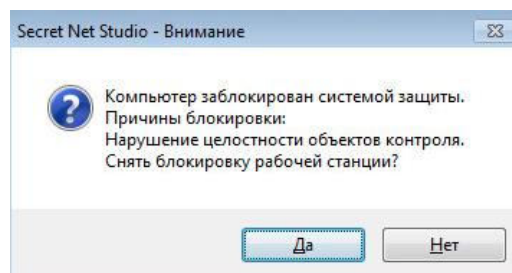 Secret Net Studio - Внимание
Компьютер заблокирован системой защиты.
Причины блокировки:
Нарушение целостности объектов контроля.
Снять блокировку рабочей станции?
Да
Нет